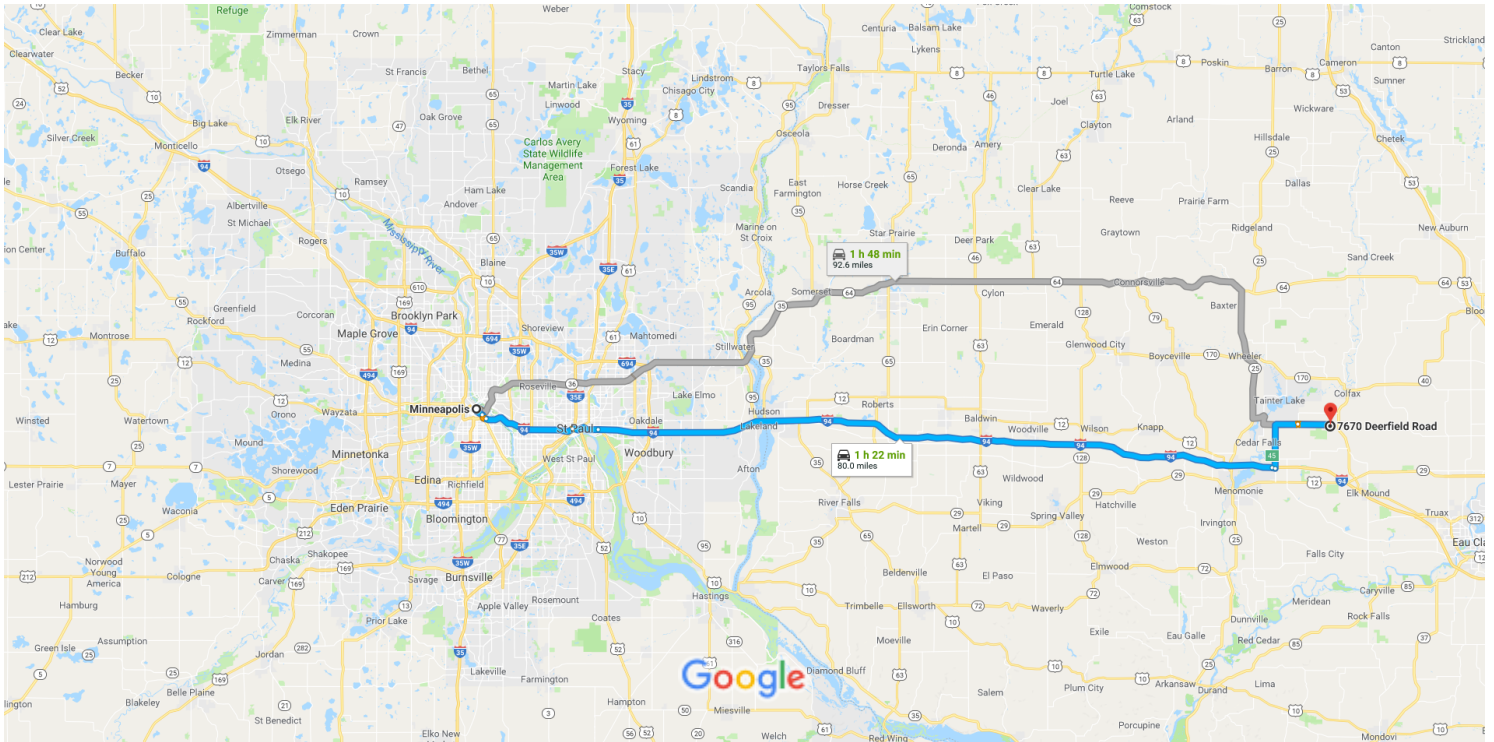 Refuge
Weber
Centuria
Balsam Lake
Comstock
Clear Lake
Zimmerman
Crown
63
25
Strickland
Clearwater
Lykens
Canton
Becker
St Francis
Bethel
Stacy
Lindstrom
Chisago City
Taylors Falls
Turtle Lake
Poskin
Barron
Cameron
Sumner
Martin Lake
Linwood
Dresser
Joel
Wickware
Elk River
Oak Grove
Wyoming
Arland
Big Lake
Clayton
Silver Creek
Monticello
Carlos Avery
State Wildlife
Management
Area
Osceola
Deronda
Amery
Hillsdale
Chetek
Otsego
Forest Lake
Ramsey
Ham Lake
Andover
Scandia
East
Farmington
Horse Creek
Clear Lake
Dallas
Albertville
St Michael
Reeve
Prairie Farm
Mississippi River
Marine on
St Croix
Star Prairie
Graytown
Ridgeland
New Auburn
Rogers
Buffalo
Deer Park
Blaine
1 h 48 min
92.6 miles
Sand Creek
Connorsville
Greenfield
Corcoran
Brooklyn Park
Arcola
Somerset
Cylon
Baxter
Rockford
Maple Grove
Shoreview
Mahtomedi
Erin Corner
Emerald
Montrose
Boardman
Glenwood City
Stillwater
Boyceville
Wheeler
Medina
Roseville
Lake Elmo
Colfax
Orono
Wayzata
Minneapolis
Tainter Lake
Winsted
Watertown
St Paul
Oakdale
Hudson
Lakeland
Roberts
Baldwin
Woodville
Wilson
Knapp
7670 Deerfield Road
Mound
Minnetonka
West St Paul
Woodbury
1 h 22 min
80.0 miles
Cedar Falls
45
Shorewood
Afton
Wildwood
Lester Prairie
Mayer
Edina
Richfield
Menomonie
Elk Mound
Waconia
Eden Prairie
Bloomington
River Falls
Viking
Hatchville
Spring Valley
Martell
Irvington
Truax
Norwood
Young
America
Cologne
Chaska
Shakopee
Carver
Savage
Burnsville
Weston
Falls City
Beldenville
El Paso
Elmwood
Hamburg
Apple Valley
Rosemount
Hastings
Caryville
Meridean
Prior Lake
Coates
Trimbelle
Ellsworth
Waverly
Dunnville
Rock Falls
Assumption
Exile
Eau Galle
Red Cedar
Green Isle
Jordan
Moeville
Lakeville
Farmington
Google
Diamond Bluff
Belle Plaine
Salem
Plum City
Arkansaw
Durand
Lima
Blakeley
Hampton
Miesville
St Benedict
Porcupine
Elko New
Welch
Red Wing
Mondovi